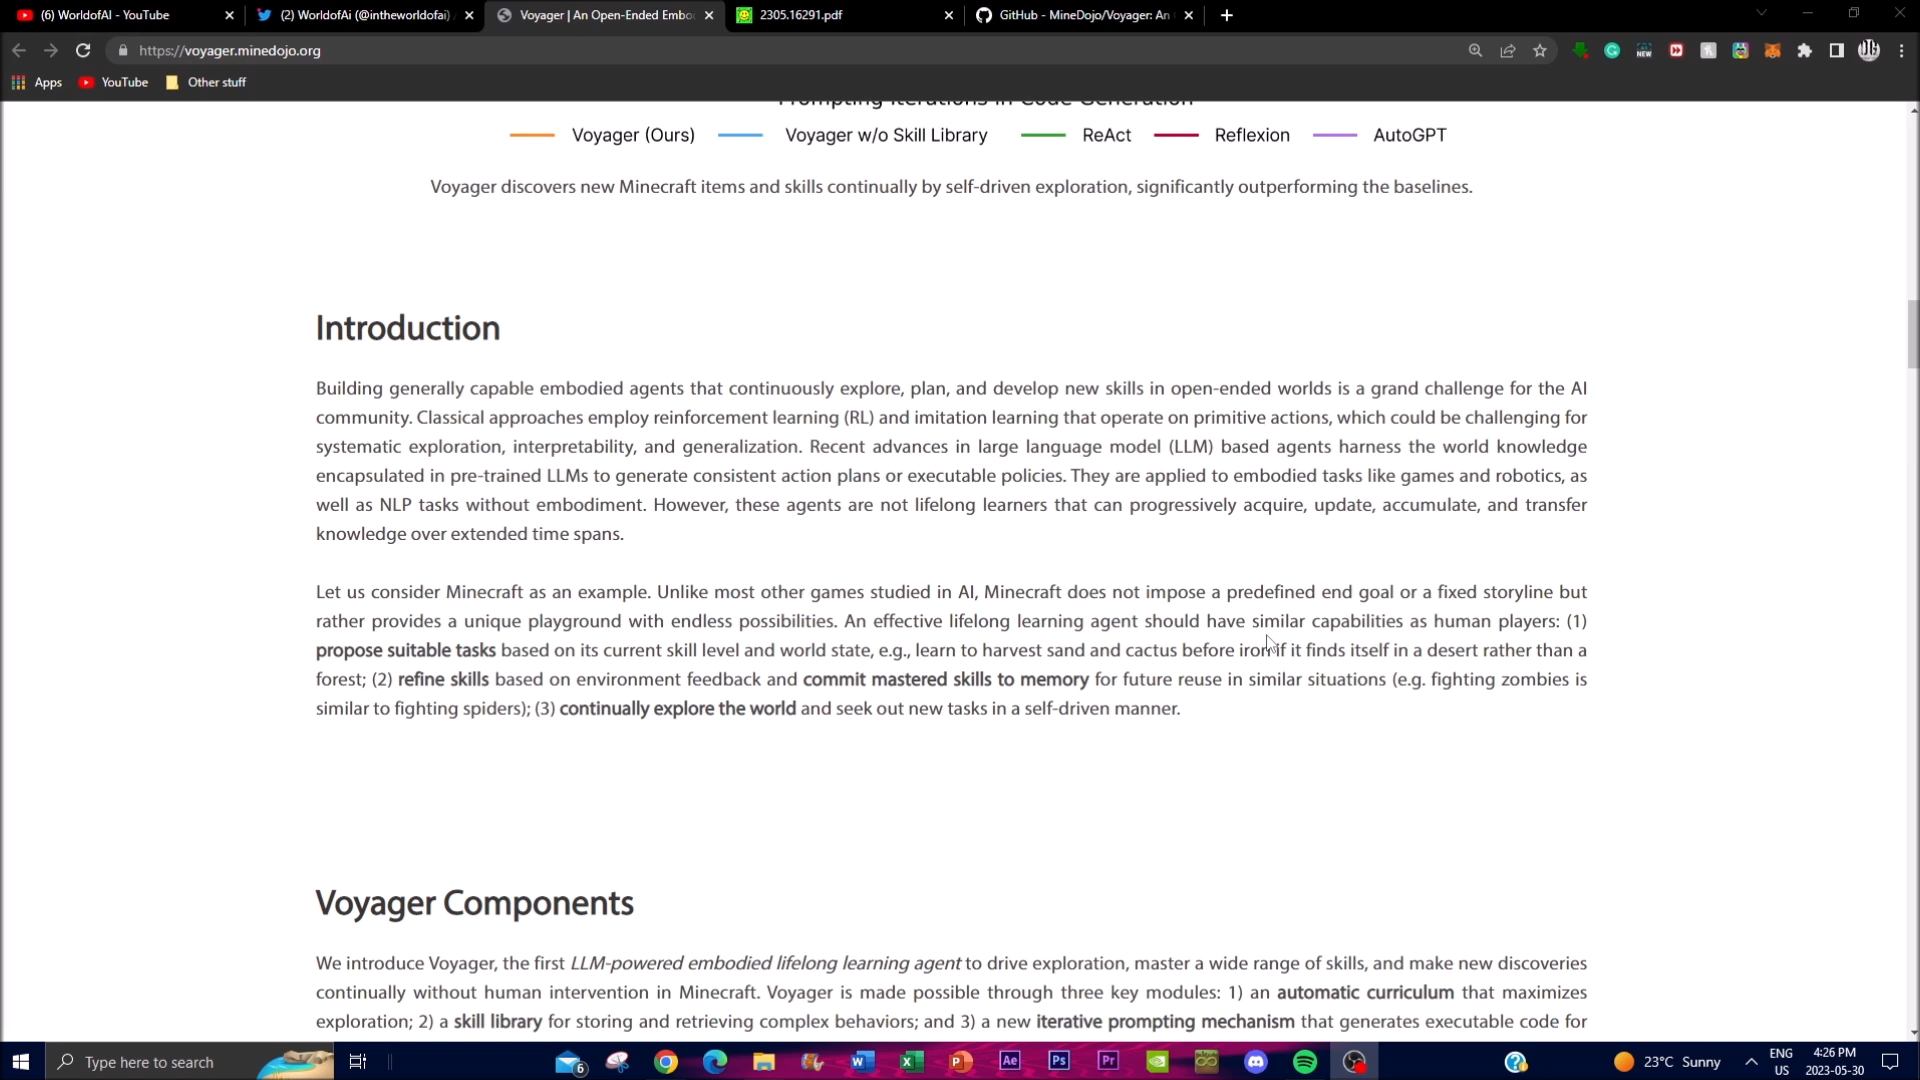 (6) WorldofAI - YouTube
(2) WorldofAi (@intheworldofai)
Voyager | An Open-Ended Embo
2305.16291.pdf
GitHub - MineDojo/Voyager: An
https://voyager.minedojo.org
NEW
Apps
YouTube
Other stuff
Prompting Iterations in Code Generation
Voyager (Ours)
Voyager w/o Skill Library
ReAct
Reflexion
AutoGPT
Voyager discovers new Minecraft items and skills continually by self-driven exploration, significantly outperforming the baselines.
Introduction
Building generally capable embodied agents that continuously explore, plan, and develop new skills in open-ended worlds is a grand challenge for the AI
community. Classical approaches employ reinforcement learning (RL) and imitation learning that operate on primitive actions, which could be challenging for
systematic exploration, interpretability, and generalization. Recent advances in large language model (LLM) based agents harness the world knowledge
encapsulated in pre-trained LLMs to generate consistent action plans or executable policies. They are applied to embodied tasks like games and robotics, as
well as NLP tasks without embodiment. However, these agents are not lifelong learners that can progressively acquire, update, accumulate, and transfer
knowledge over extended time spans.
Let us consider Minecraft as an example. Unlike most other games studied in AI, Minecraft does not impose a predefined end goal or a fixed storyline but
rather provides a unique playground with endless possibilities. An effective lifelong learning agent should have similar capabilities as human players: (1)
propose suitable tasks based on its current skill level and world state, e.g., learn to harvest sand and cactus before iron if it finds itself in a desert rather than a
forest; (2) refine skills based on environment feedback and commit mastered skills to memory for future reuse in similar situations (e.g. fighting zombies is
similar to fighting spiders); (3) continually explore the world and seek out new tasks in a self-driven manner.
Voyager Components
We introduce Voyager, the first LLM-powered embodied lifelong learning agent to drive exploration, master a wide range of skills, and make new discoveries
continually without human intervention in Minecraft. Voyager is made possible through three key modules: 1) an automatic curriculum that maximizes
exploration; 2) a skill library for storing and retrieving complex behaviors; and 3) a new iterative prompting mechanism that generates executable code for
Type here to search
6
Ae
Ps
Pr
23°C Sunny
ENG
US
4:26 PM
2023-05-30